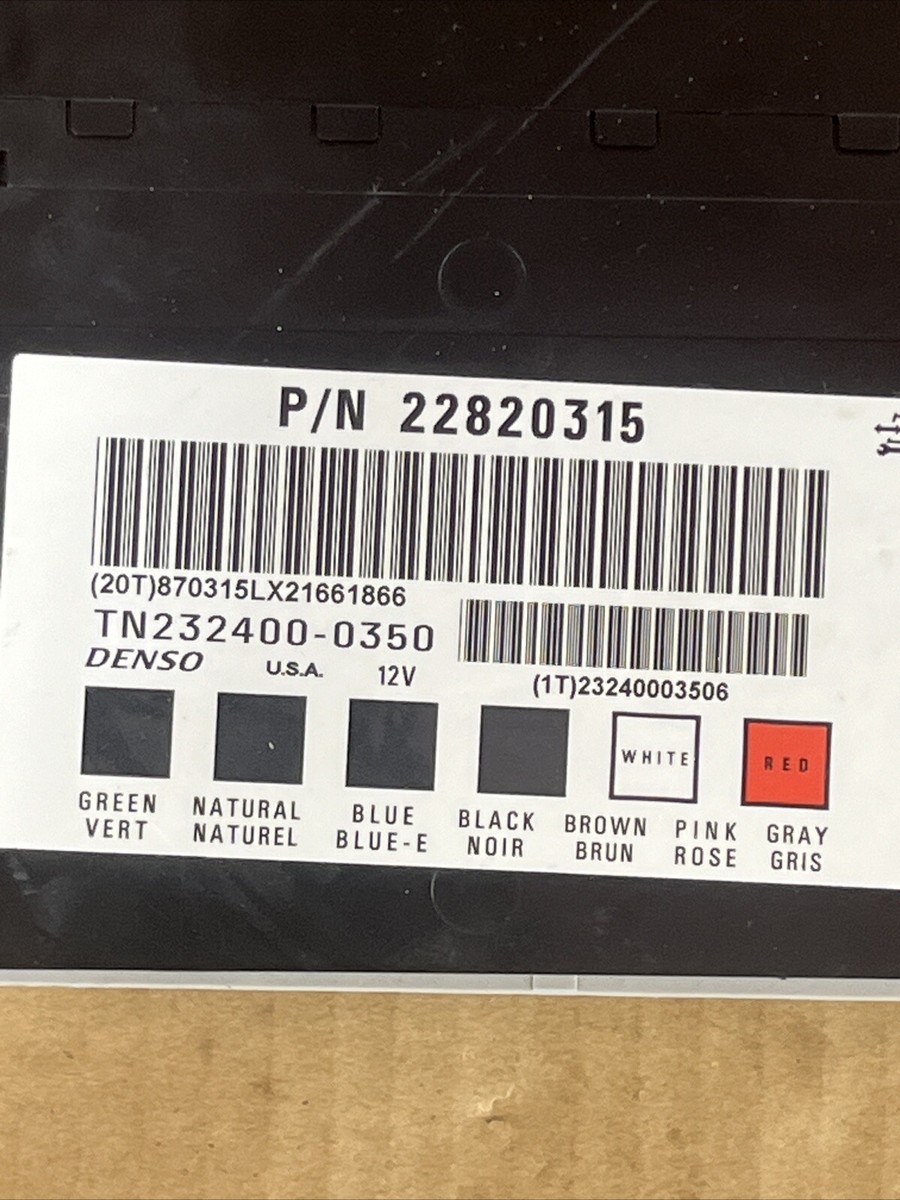 P/N 22820315
(20T)870315LX21661866
TN232400-0350
DENSO U.S.A. 12V
(1T)23240003506
WHITE
RED
GREEN NATURAL BLUE BLACK BROWN PINK GRAY
VERT NATUREL BLUE-E NOIR BRUN ROSE GRIS